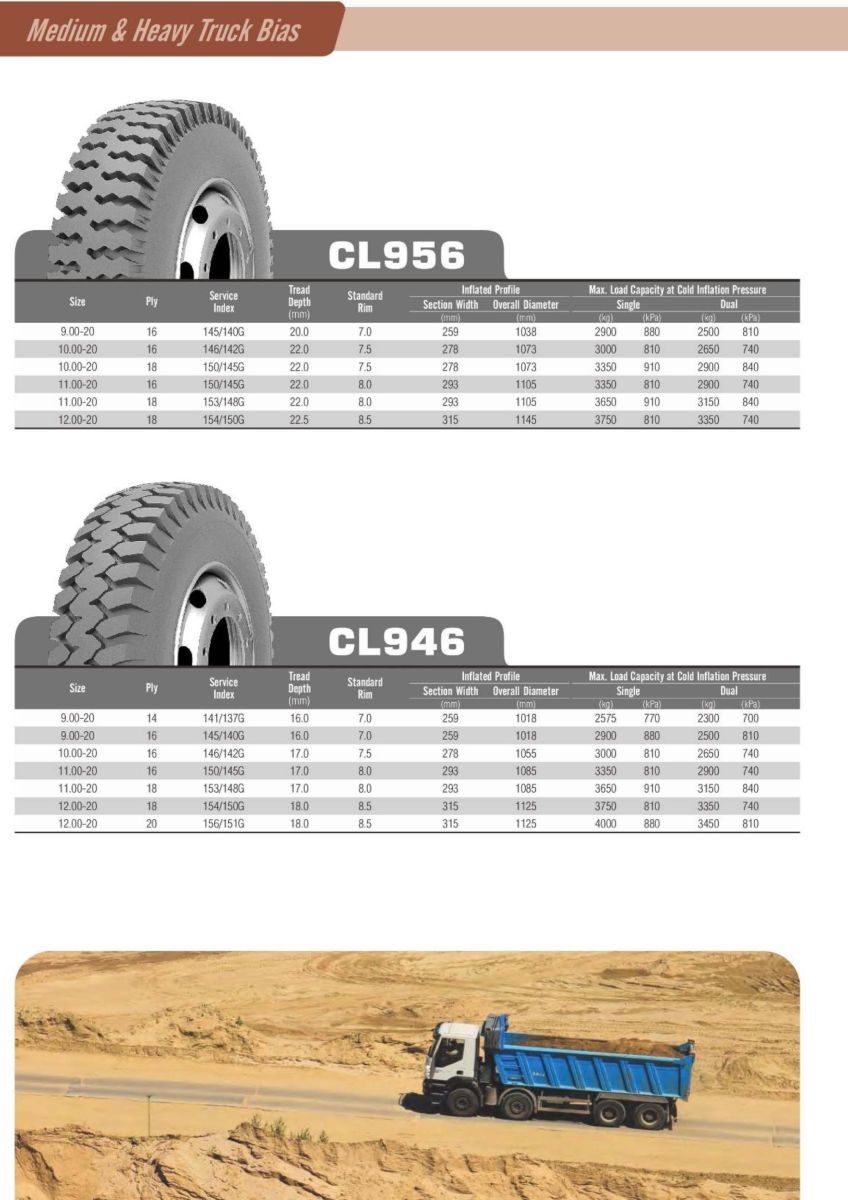 Medium & Heavy Truck Bias
CL956
Size Ply Service Index Tread Depth (mm) Standard Rim Inflated Profile Max. Load Capacity at Cold Inflation Pressure
Section Width Overall Diameter Single Dual
(mm) (mm) (kg) (kPa) (kg) (kPa)
9.00-20 16 145/140G 20.0 7.0 259 1038 2900 880 2500 810
10.00-20 16 146/142G 22.0 7.5 278 1073 3000 810 2650 740
10.00-20 18 150/145G 22.0 7.5 278 1073 3350 910 2900 840
11.00-20 16 150/145G 22.0 8.0 293 1105 3350 810 2900 740
11.00-20 18 153/148G 22.0 8.0 293 1105 3650 910 3150 840
12.00-20 18 154/150G 22.5 8.5 315 1145 3750 810 3350 740
CL946
Size Ply Service Index Tread Depth (mm) Standard Rim Inflated Profile Max. Load Capacity at Cold Inflation Pressure
Section Width Overall Diameter Single Dual
(mm) (mm) (kg) (kPa) (kg) (kPa)
9.00-20 14 141/137G 16.0 7.0 259 1018 2575 770 2300 700
9.00-20 16 145/140G 16.0 7.0 259 1018 2900 880 2500 810
10.00-20 16 146/142G 17.0 7.5 278 1055 3000 810 2650 740
11.00-20 16 150/145G 17.0 8.0 293 1085 3350 810 2900 740
11.00-20 18 153/148G 17.0 8.0 293 1085 3650 910 3150 840
12.00-20 18 154/150G 18.0 8.5 315 1125 3750 810 3350 740
12.00-20 20 156/151G 18.0 8.5 315 1125 4000 880 3450 810